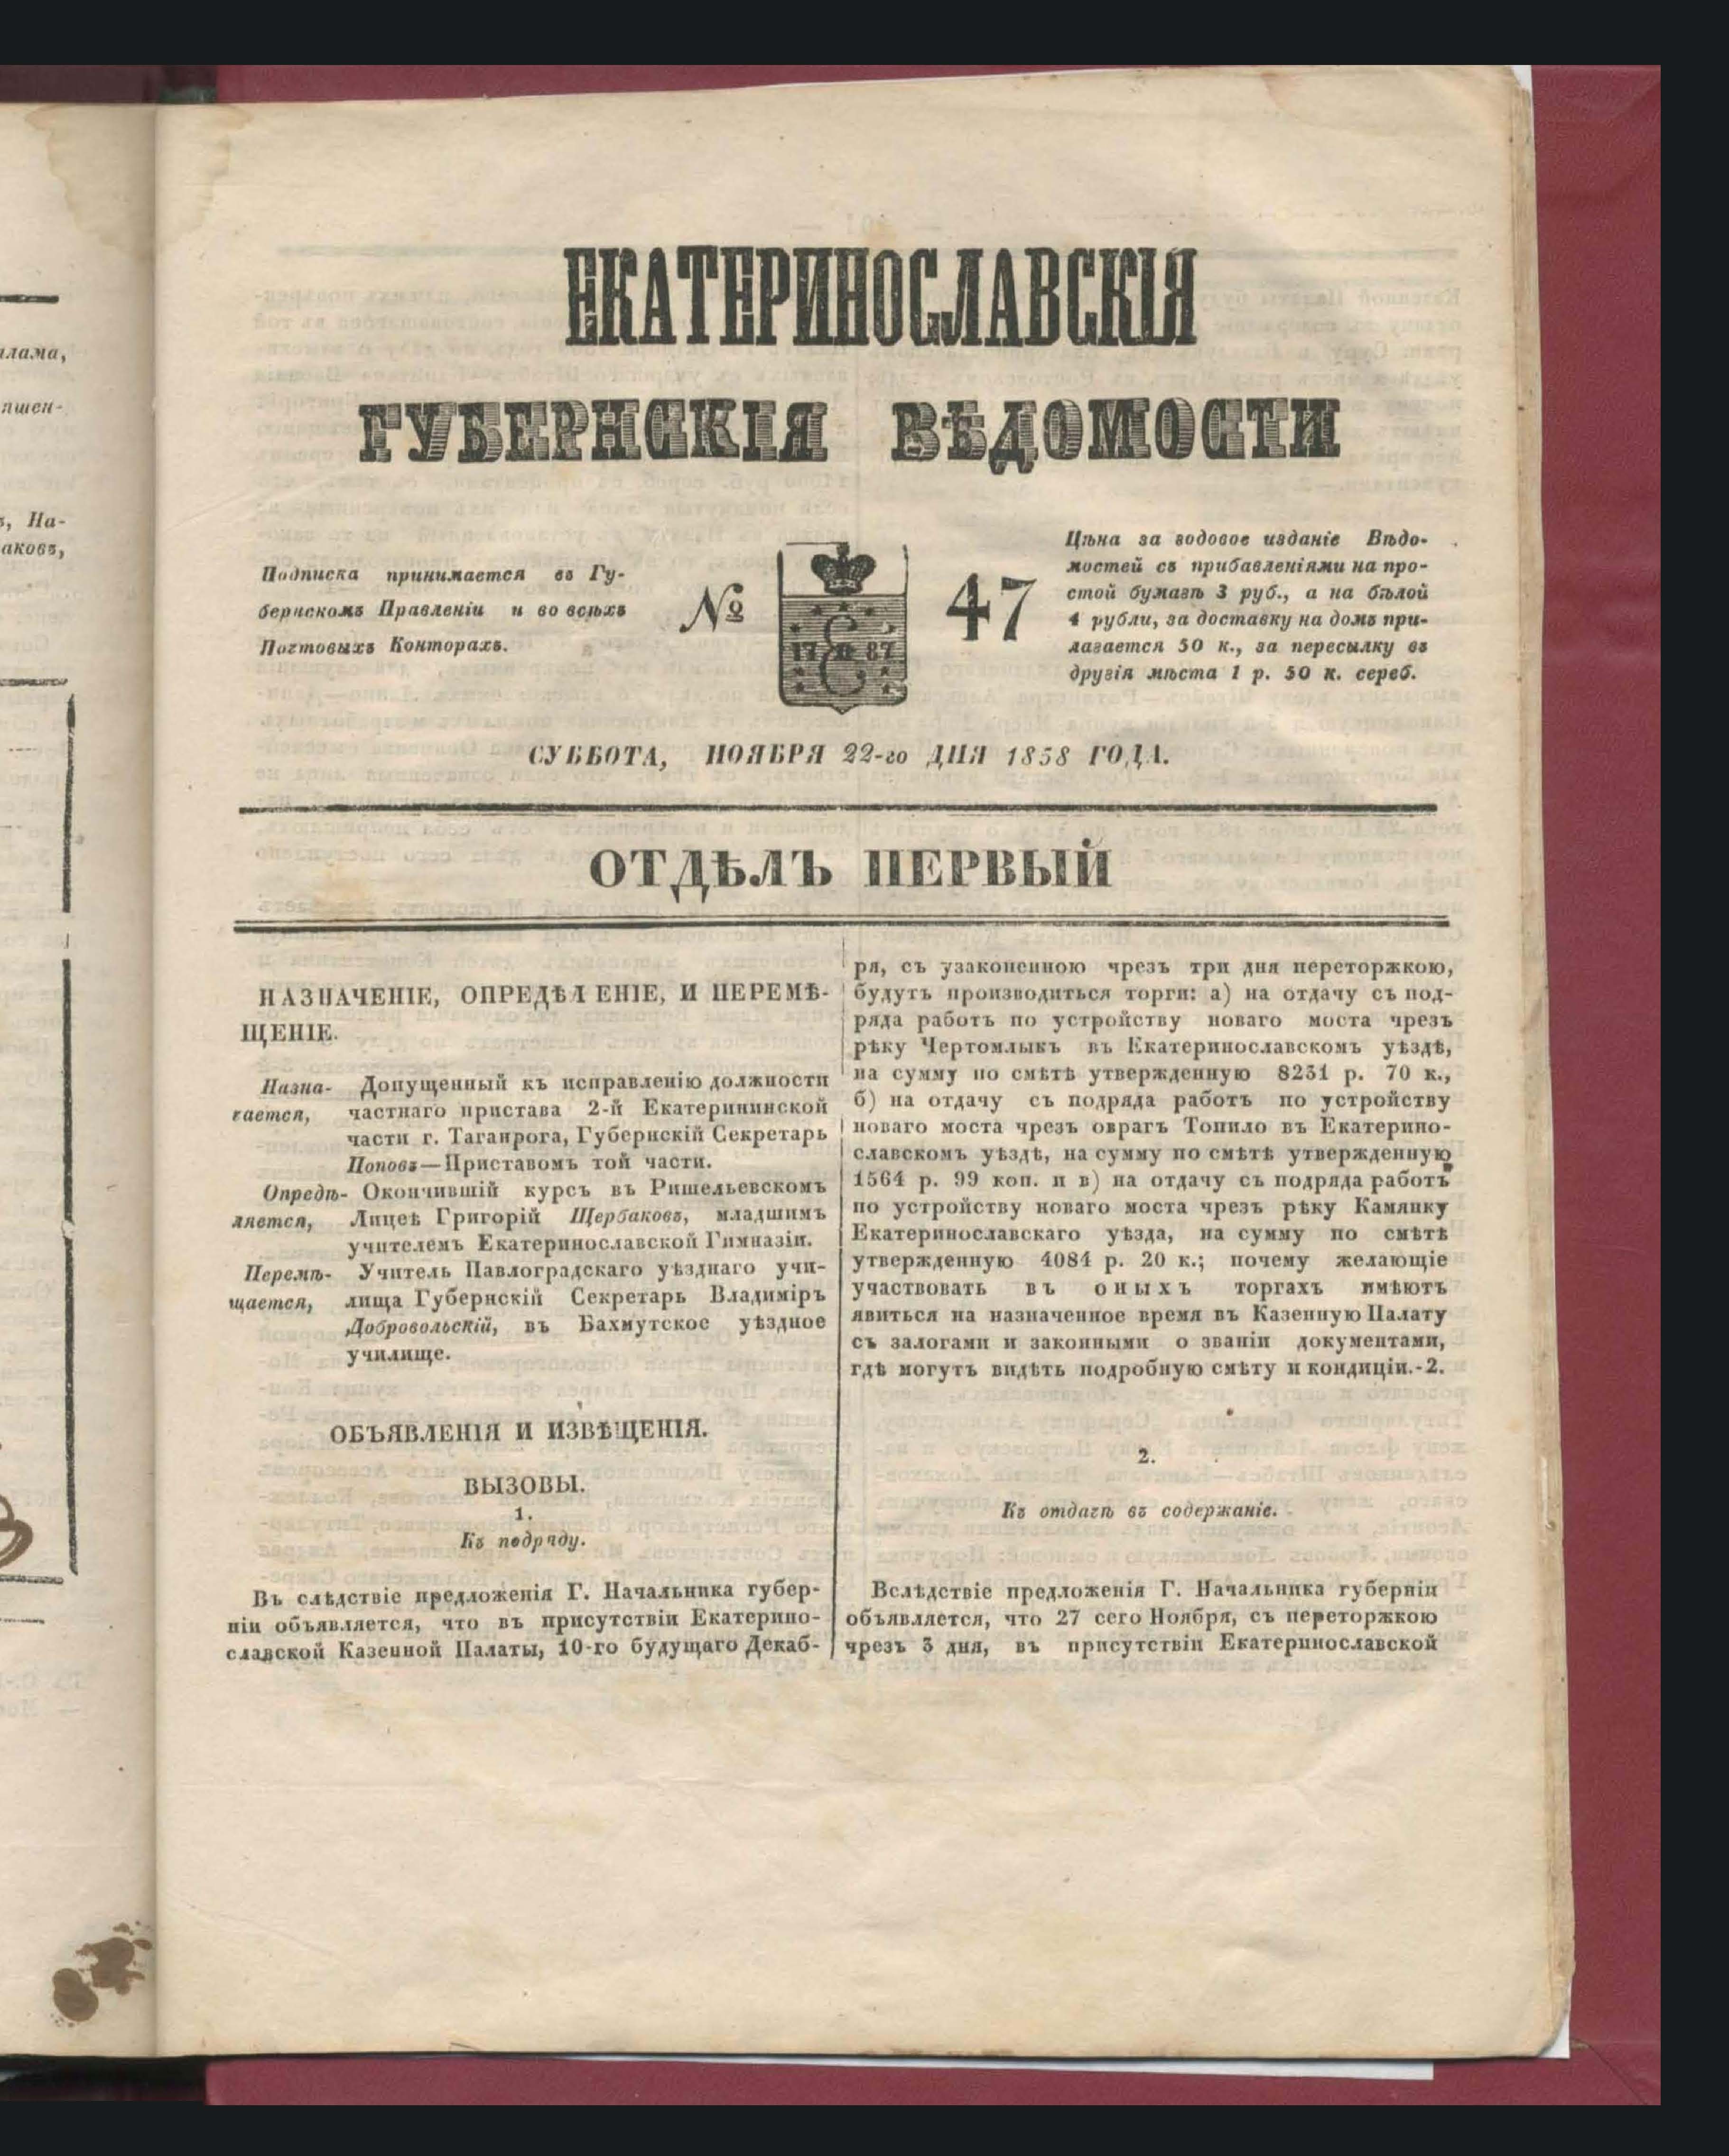 илама,
ъ, На-
аковъ,
ЕКАТЕРИНОСЛАВСКІЯ
ГУБЕРНСКІЯ ВѢДОМОСТИ
Подписка принимается въ Гу-
бернскомъ Правленіи и во всѣхъ
Почтовыхъ Конторахъ.
№ 47
17 87
Цѣна за годовое изданіе Вѣдо-
мостей съ прибавленіями на про-
стой бумагѣ 3 руб., а на бѣлой
4 рубли, за доставку на домъ при-
лагается 50 к., за пересылку въ
другія мѣста 1 р. 50 к. сереб.
СУББОТА, НОЯБРЯ 22-го ДНЯ 1858 ГОДА.
ОТДѢЛЪ ПЕРВЫЙ
НАЗНАЧЕНІЕ, ОПРЕДѢЛЕНІЕ, И ПЕРЕМѢ-
ЩЕНІЕ.
Назна- Допущенный къ исправленію должности
чается, частнаго пристава 2-й Екатерининской
части г. Таганрога, Губернскій Секретарь
Поповъ—Приставомъ той части.
Опредѣ- Окончившій курсъ въ Ришельевскомъ
ляется, Лицеѣ Григорій Щербаковъ, младшимъ
учителемъ Екатеринославской Гимназіи.
Перемѣ- Учитель Павлоградскаго уѣзднаго учи-
щается, лища Губернскій Секретарь Владиміръ
Добровольскій, въ Бахмутское уѣздное
училище.
ОБЪЯВЛЕНІЯ И ИЗВѢЩЕНІЯ.
ВЫЗОВЫ.
1.
Къ подряду.
Въ слѣдствіе предложенія Г. Начальника губер-
ніи объявляется, что въ присутствіи Екатерино-
славской Казенной Палаты, 10-го будущаго Декаб-
ря, съ узаконенною чрезъ три дня переторжкою,
будутъ производиться торги: а) на отдачу съ под-
ряда работъ по устройству новаго моста чрезъ
рѣку Чертомлыкъ въ Екатеринославскомъ уѣздѣ,
на сумму по смѣтѣ утвержденную 8231 р. 70 к.,
б) на отдачу съ подряда работъ по устройству
новаго моста чрезъ оврагъ Топило въ Екатерино-
славскомъ уѣздѣ, на сумму по смѣтѣ утвержденную
1564 р. 99 коп. и в) на отдачу съ подряда работъ
по устройству новаго моста чрезъ рѣку Камянку
Екатеринославскаго уѣзда, на сумму по смѣтѣ
утвержденную 4084 р. 20 к.; почему желающіе
участвовать въ оныхъ торгахъ имѣютъ
явиться на назначенное время въ Казенную Палату
съ залогами и законными о званіи документами,
гдѣ могутъ видѣть подробную смѣту и кондиціи.-2.
2.
Къ отдачѣ въ содержаніе.
Вслѣдствіе предложенія Г. Начальника губерніи
объявляется, что 27 сего Ноября, съ переторжкою
чрезъ 3 дня, въ присутствіи Екатеринославской